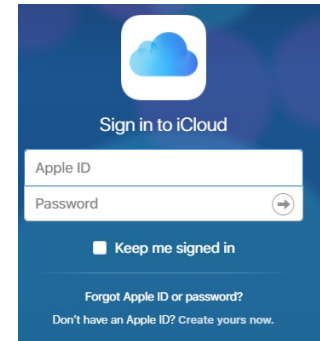 Sign in to iCloud
Apple ID
Password
Keep me signed in
Forgot Apple ID or password?
Don't have an Apple ID? Create yours now.